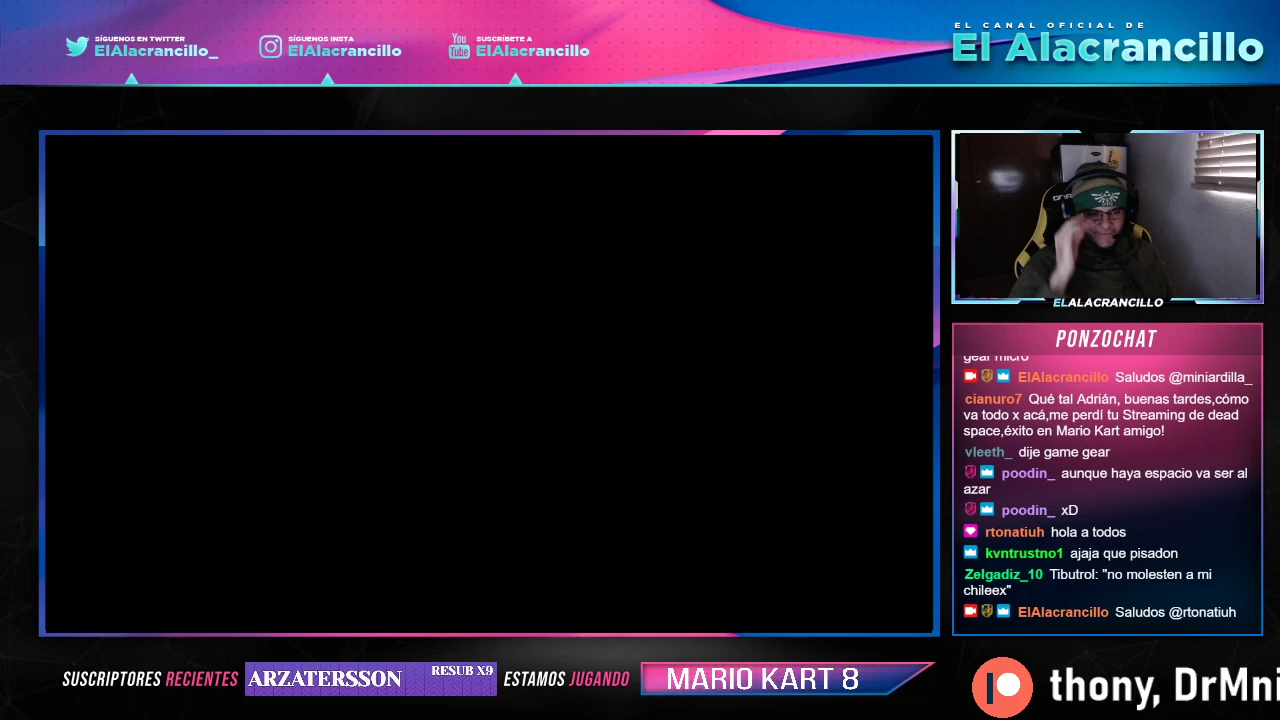 SÍGUENOS EN TWITTER
ElAlacrancillo_
SÍGUENOS INSTA
ElAlacrancillo
You
Tube
SUSCRÍBETE A
ElAlacrancillo
EL CANAL OFICIAL DE
El Alacrancillo
ELALACRANCILLO
PONZOCHAT
gear micro
ElAlacrancillo Saludos @miniardilla_
cianuro7 Qué tal Adrián, buenas tardes,cómo
va todo x acá,me perdí tu Streaming de dead
space,éxito en Mario Kart amigo!
vleeth_ dije game gear
poodin_ aunque haya espacio va ser al
azar
poodin_ xD
rtonatiuh hola a todos
kvntrustno1 ajaja que pisadon
Zelgadiz_10 Tibutrol: "no molesten a mi
chileex"
ElAlacrancillo Saludos @rtonatiuh
SUSCRIPTORES RECIENTES
ARZATERSSON
RESUB X9
ESTAMOS JUGANDO
MARIO KART 8
thony, DrMni